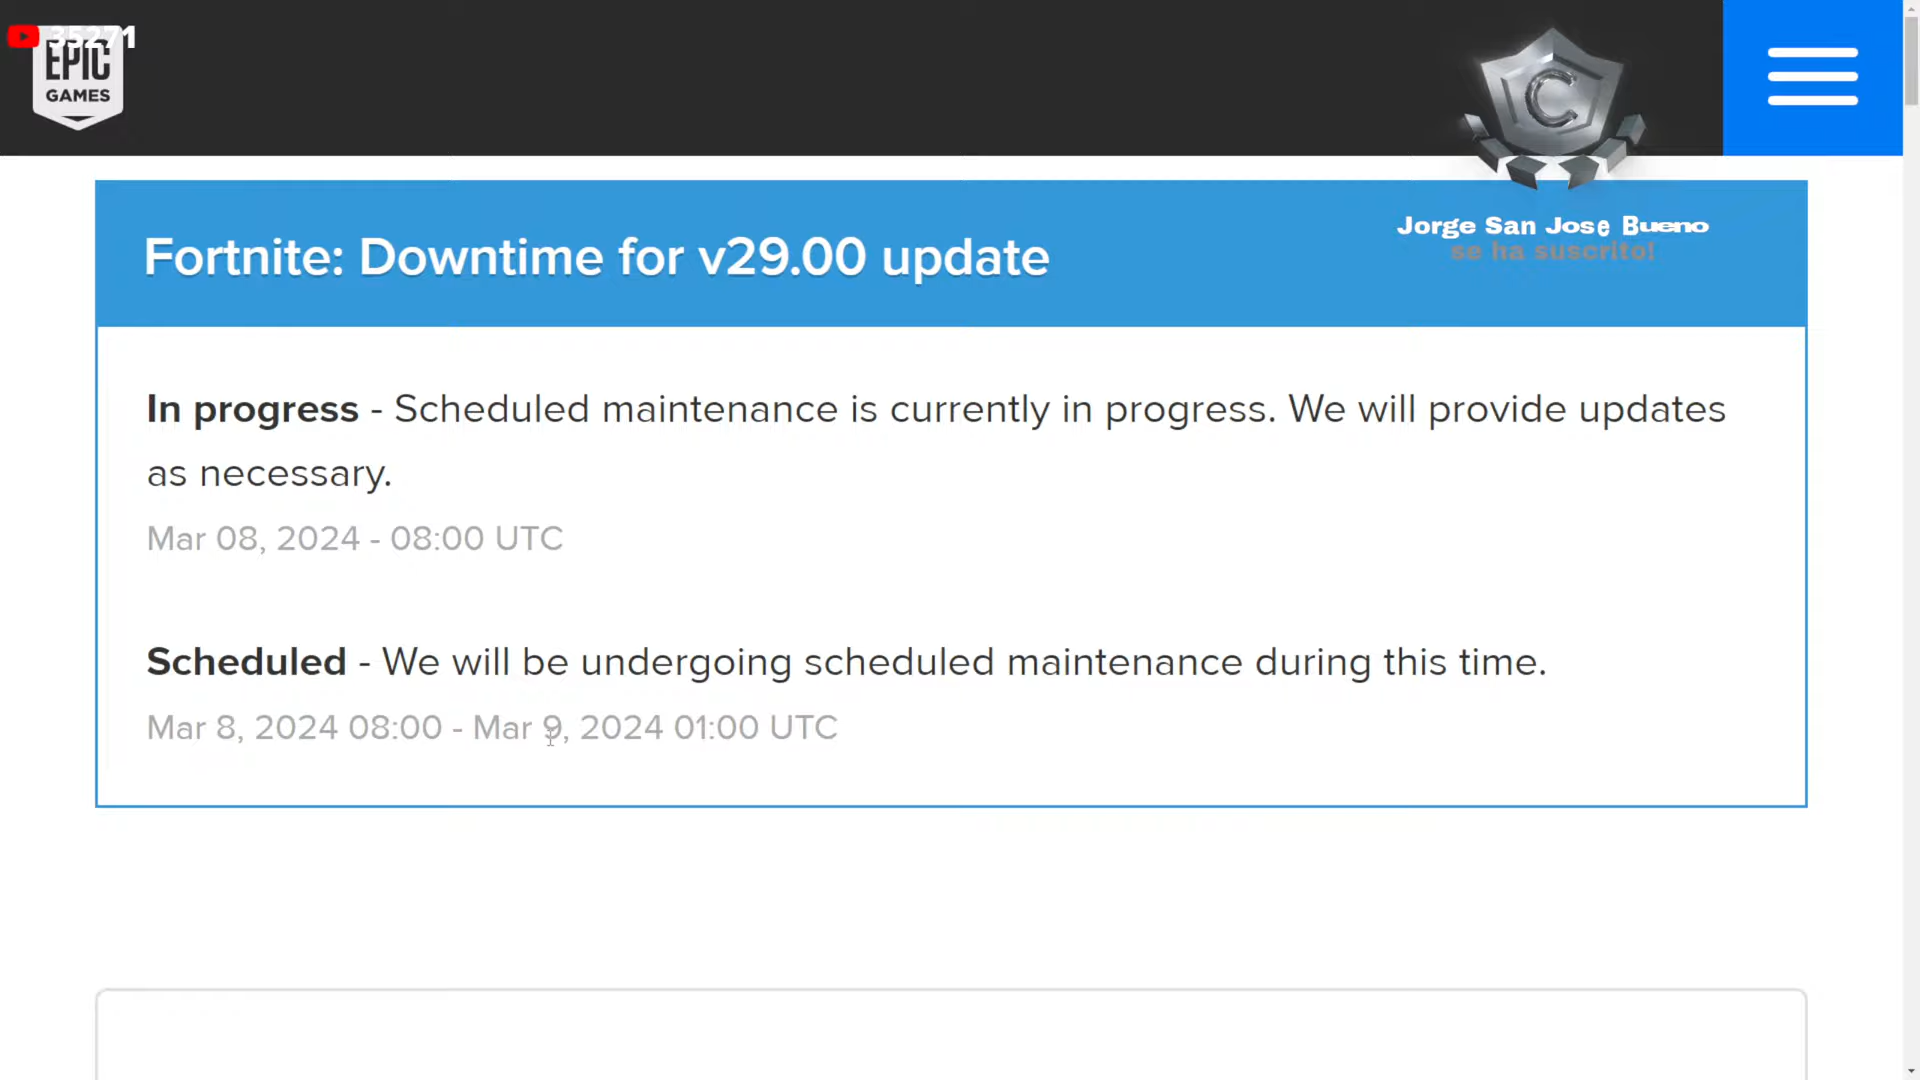 35271
EPIC
GAMES
C
Jorge San Jose Bueno
se ha suscrito!
Fortnite: Downtime for v29.00 update
In progress - Scheduled maintenance is currently in progress. We will provide updates
as necessary.
Mar 08, 2024 - 08:00 UTC
Scheduled - We will be undergoing scheduled maintenance during this time.
Mar 8, 2024 08:00 - Mar 9, 2024 01:00 UTC